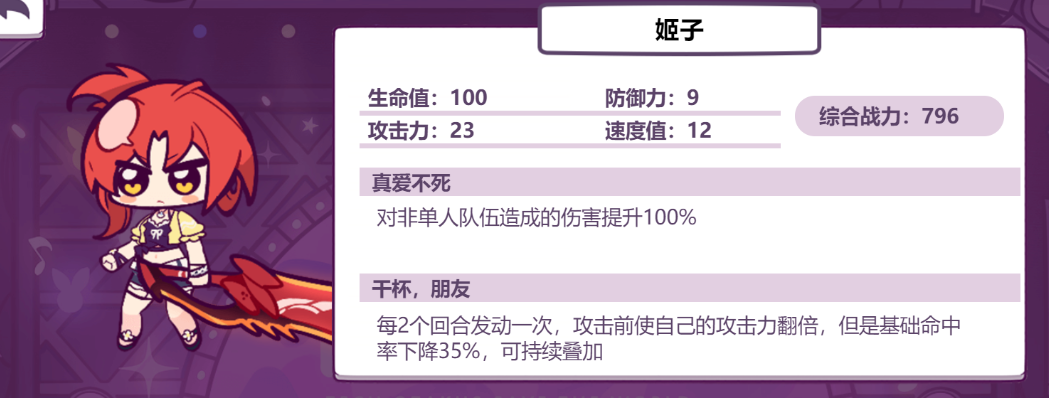 姬子
生命值：100 防御力：9
攻击力：23 速度值：12
综合战力：796
真爱不死
对非单人队伍造成的伤害提升100%
干杯，朋友
每2个回合发动一次，攻击前使自己的攻击力翻倍，但是基础命中
率下降35%，可持续叠加